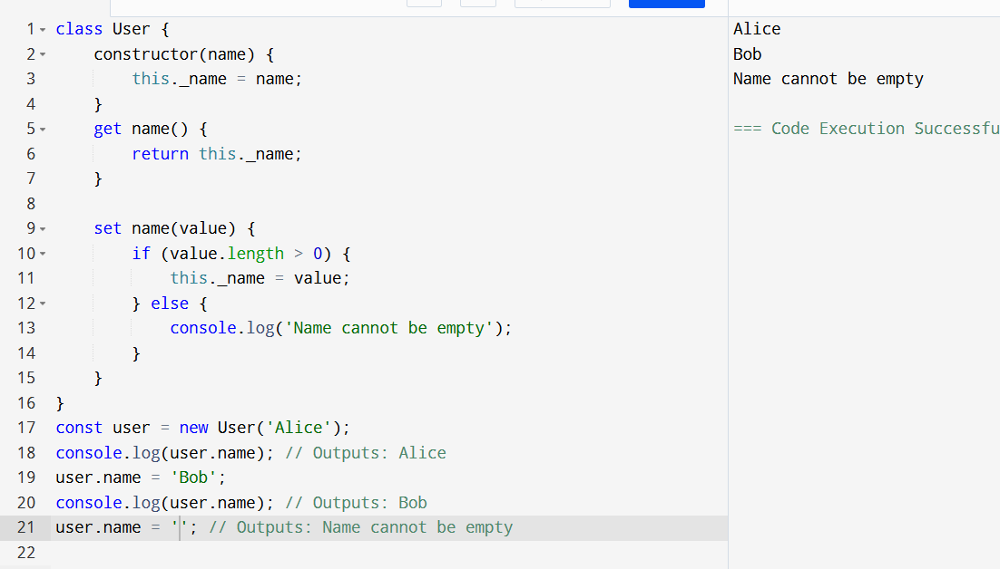 1 class User {
2 constructor(name) {
3 this._name = name;
4 }
5 get name() {
6 return this._name;
7 }
8
9 set name(value) {
10 if (value.length > 0) {
11 this._name = value;
12 } else {
13 console.log('Name cannot be empty');
14 }
15 }
16 }
17 const user = new User('Alice');
18 console.log(user.name); // Outputs: Alice
19 user.name = 'Bob';
20 console.log(user.name); // Outputs: Bob
21 user.name = ''; // Outputs: Name cannot be empty
22
Alice
Bob
Name cannot be empty
=== Code Execution Successfu